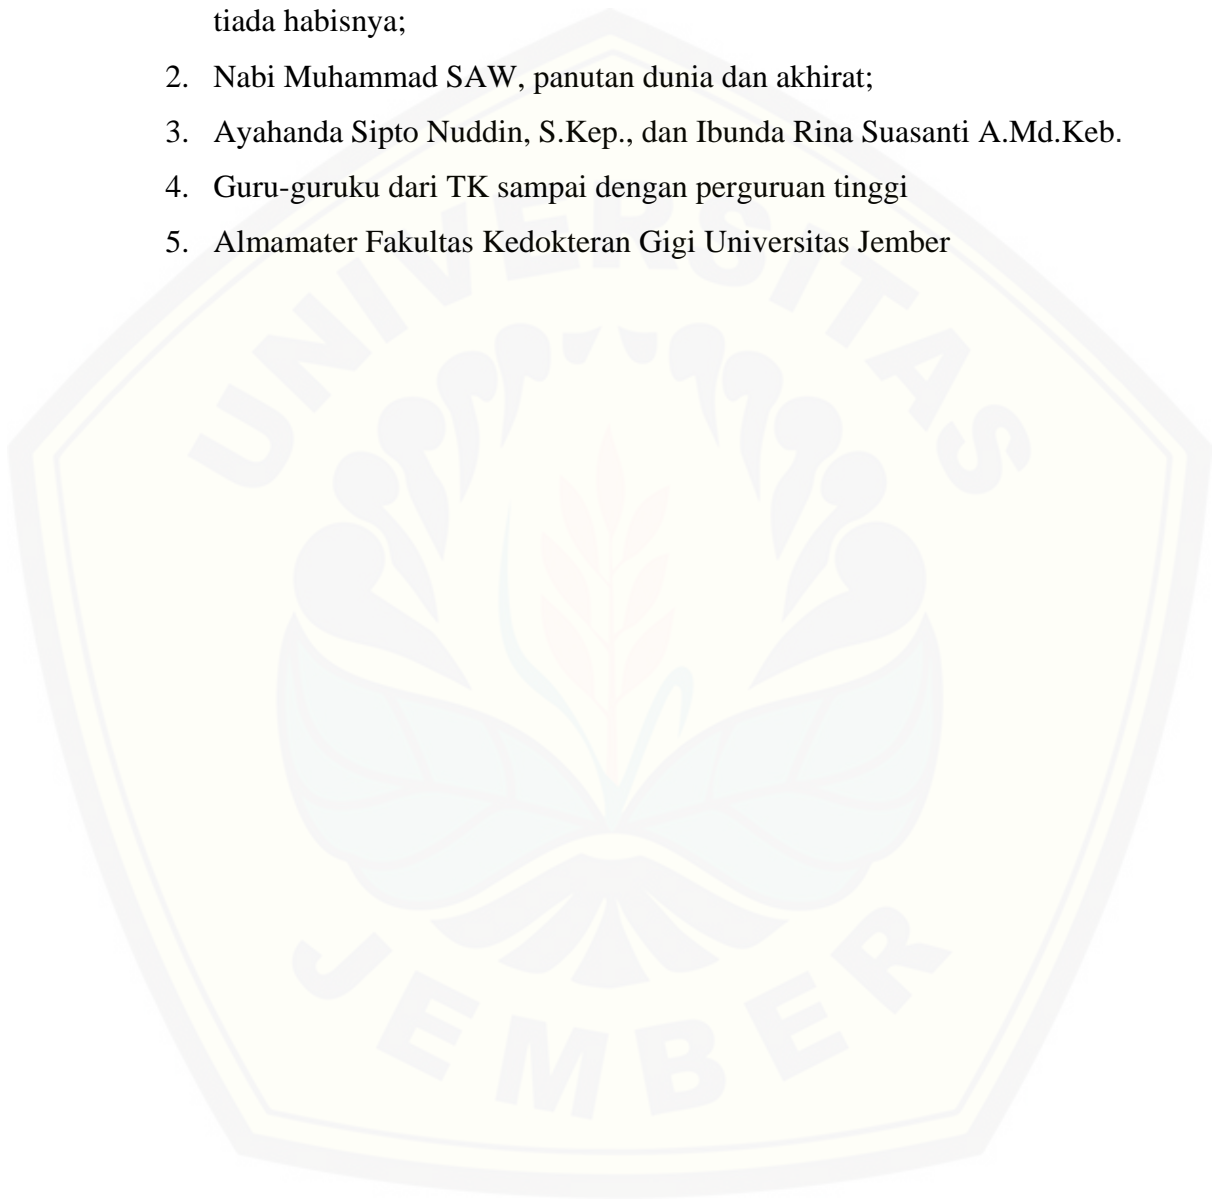 tiada habisnya;
2. Nabi Muhammad SAW, panutan dunia dan akhirat;
3. Ayahanda Sipto Nuddin, S.Kep., dan Ibunda Rina Suasanti A.Md.Keb.
4. Guru-guruku dari TK sampai dengan perguruan tinggi
5. Almamater Fakultas Kedokteran Gigi Universitas Jember
UNIVERSITAS
JEMBER